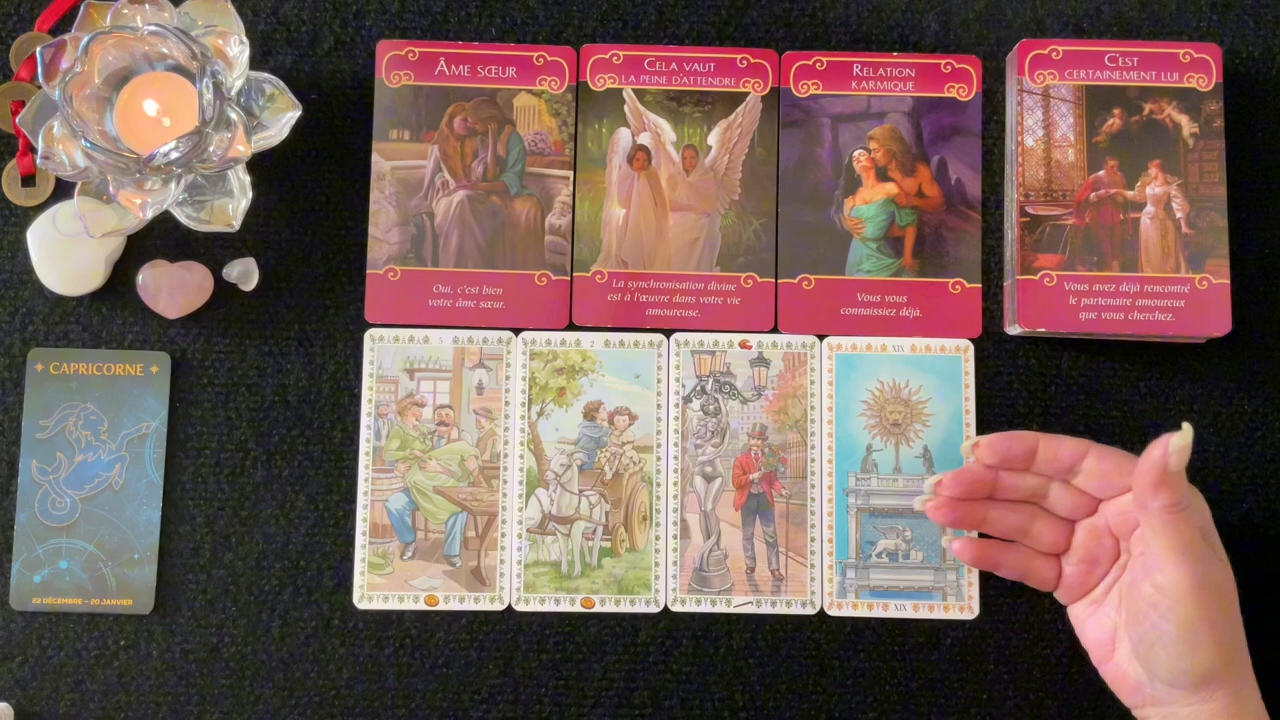 ÂME SŒUR
Oui, c'est bien
votre âme sœur.
CELA VAUT
LA PEINE D'ATTENDRE
La synchronisation divine
est à l'œuvre dans votre vie
amoureuse.
RELATION
KARMIQUE
Vous vous
connaissiez déjà.
C'EST
CERTAINEMENT LUI
Vous avez déjà rencontré
le partenaire amoureux
que vous cherchez.
CAPRICORNE
22 DÉCEMBRE – 20 JANVIER
5
2
XIX
XIX